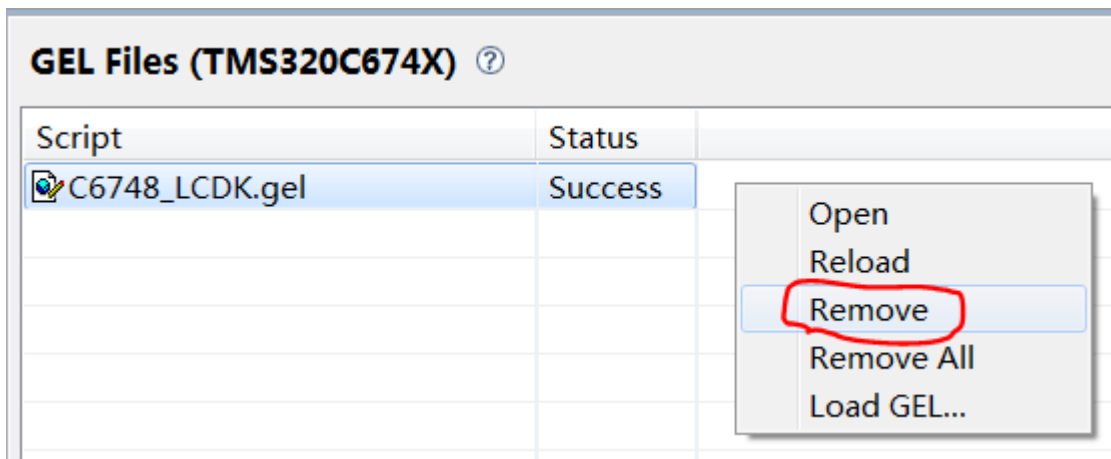 GEL Files (TMS320C674X) ?
Script Status
C6748_LCDK.gel Success
Open
Reload
Remove
Remove All
Load GEL...